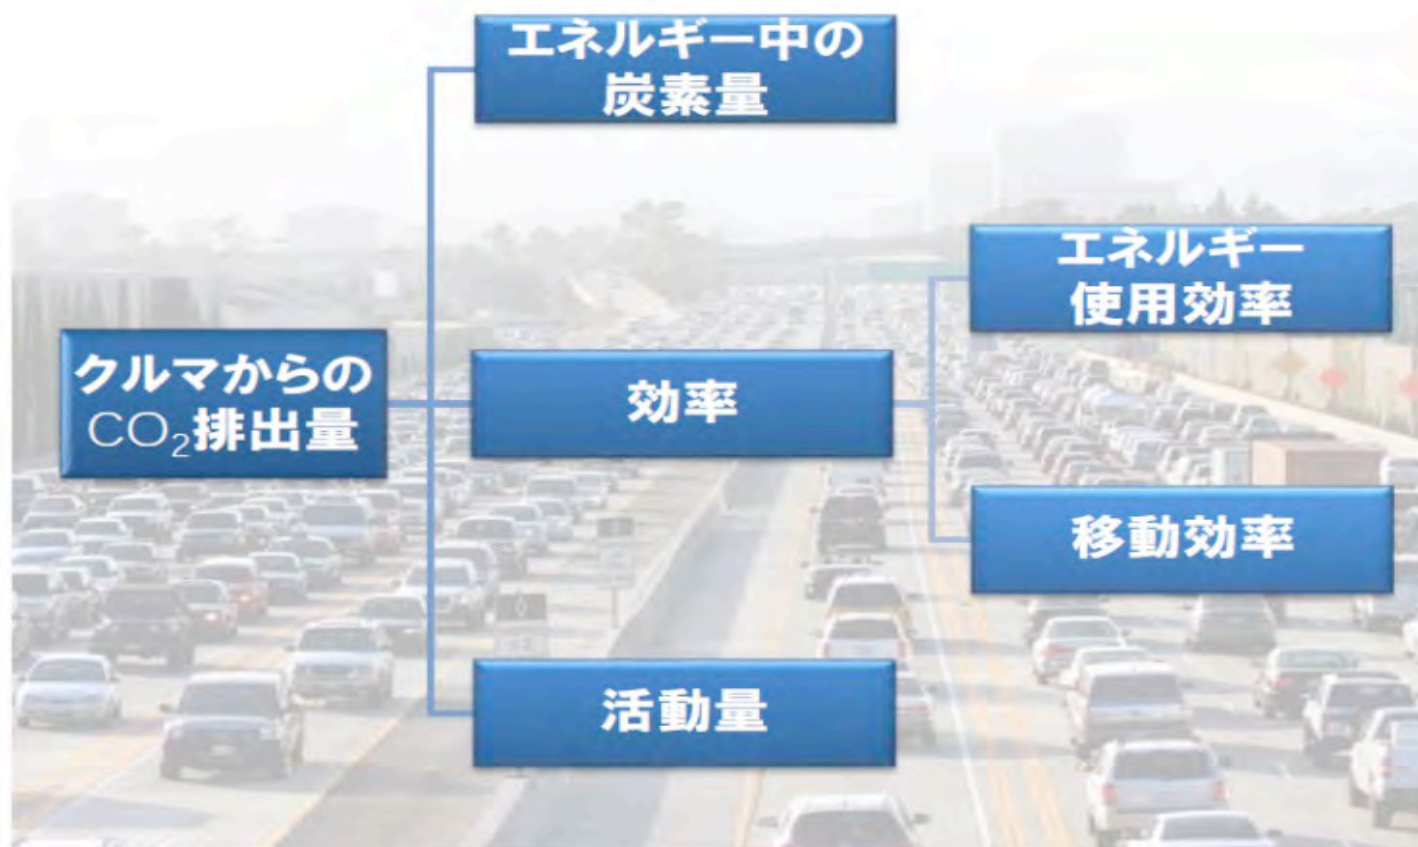 エネルギー中の
炭素量
エネルギー
使用効率
クルマからの
CO₂排出量
効率
移動効率
活動量